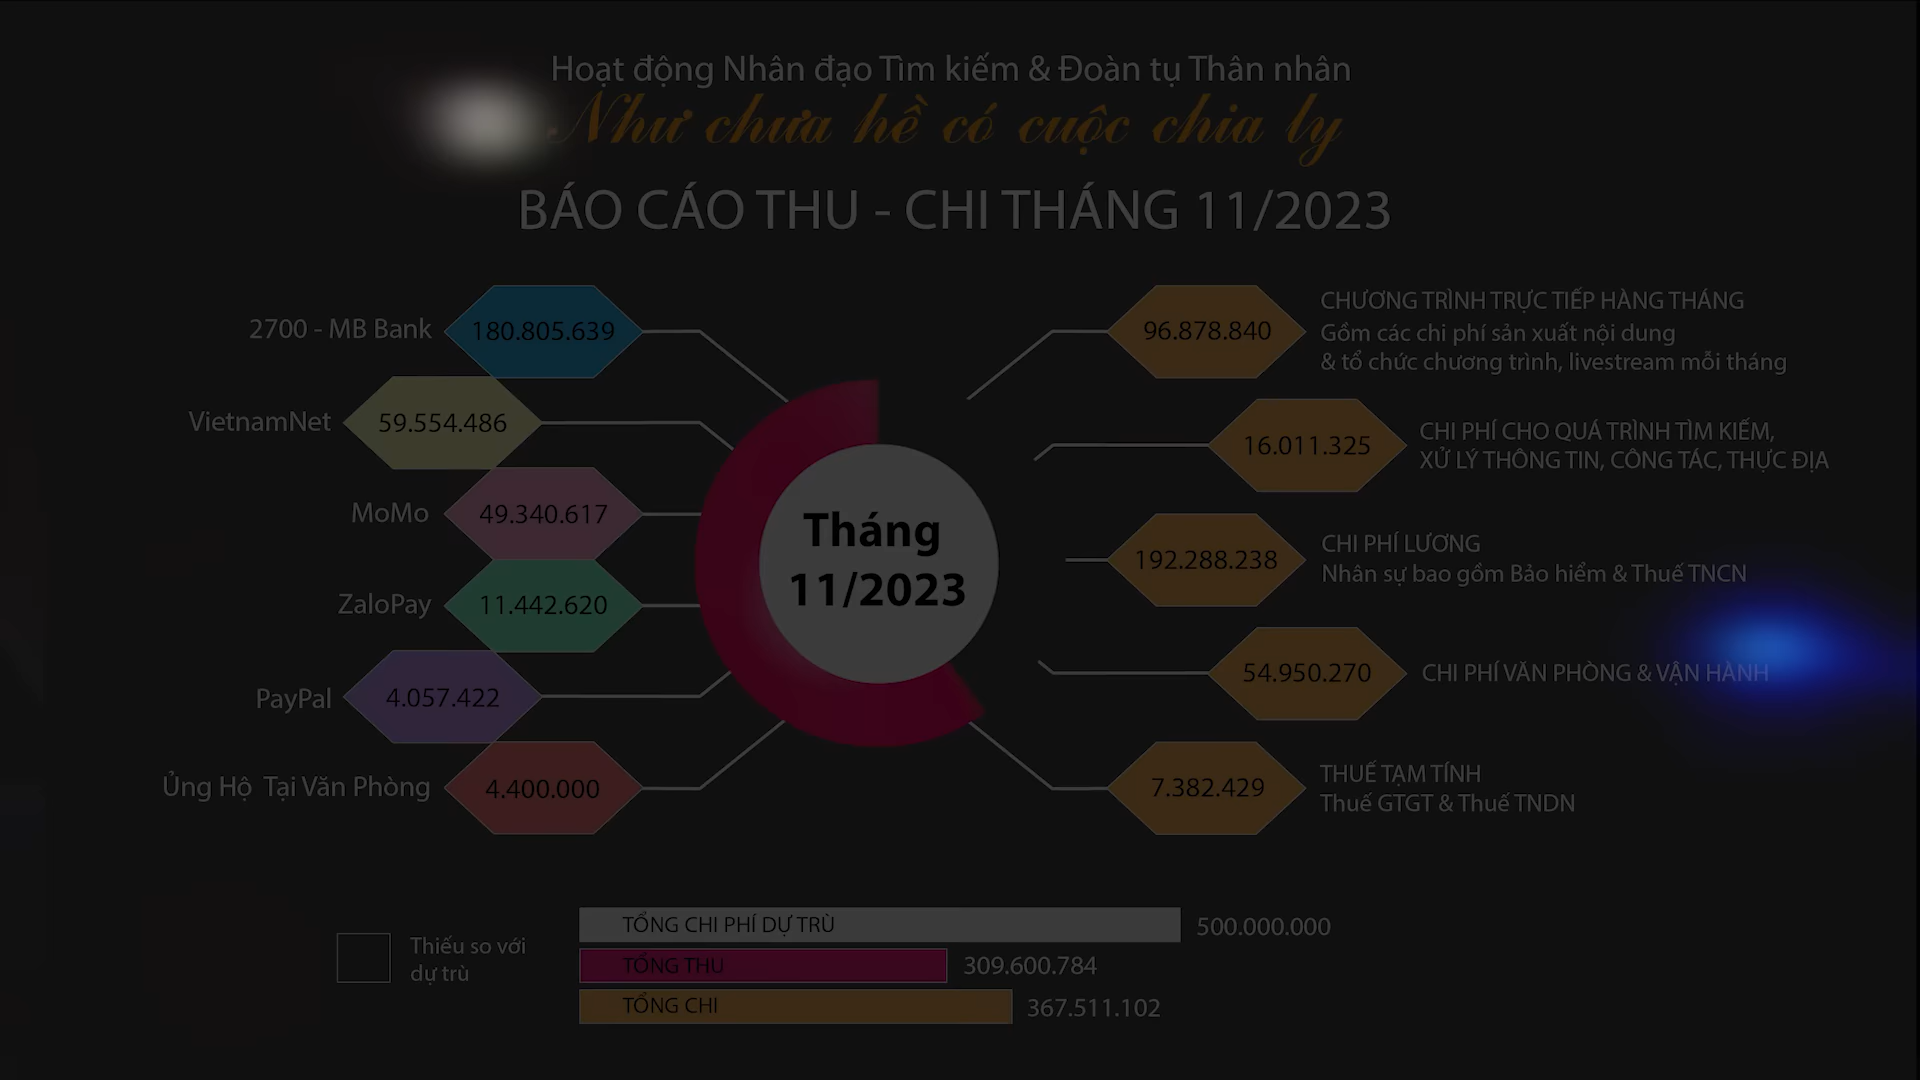 Hoạt động Nhân đạo Tìm kiếm & Đoàn tụ Thân nhân
Như chưa hề có cuộc chia ly
BÁO CÁO THU - CHI THÁNG 11/2023
2700 - MB Bank
180.805.639
VietnamNet
59.554.486
MoMo
49.340.617
ZaloPay
11.442.620
PayPal
4.057.422
Ủng Hộ Tại Văn Phòng
4.400.000
Tháng
11/2023
96.878.840
CHƯƠNG TRÌNH TRỰC TIẾP HÀNG THÁNG
Gồm các chi phí sản xuất nội dung
& tổ chức chương trình, livestream mỗi tháng
16.011.325
CHI PHÍ CHO QUÁ TRÌNH TÌM KIẾM,
XỬ LÝ THÔNG TIN, CÔNG TÁC, THỰC ĐỊA
192.288.238
CHI PHÍ LƯƠNG
Nhân sự bao gồm Bảo hiểm & Thuế TNCN
54.950.270
CHI PHÍ VĂN PHÒNG & VẬN HÀNH
7.382.429
THUẾ TẠM TÍNH
Thuế GTGT & Thuế TNDN
Thiếu so với
dự trù
TỔNG CHI PHÍ DỰ TRÙ
500.000.000
TỔNG THU
309.600.784
TỔNG CHI
367.511.102